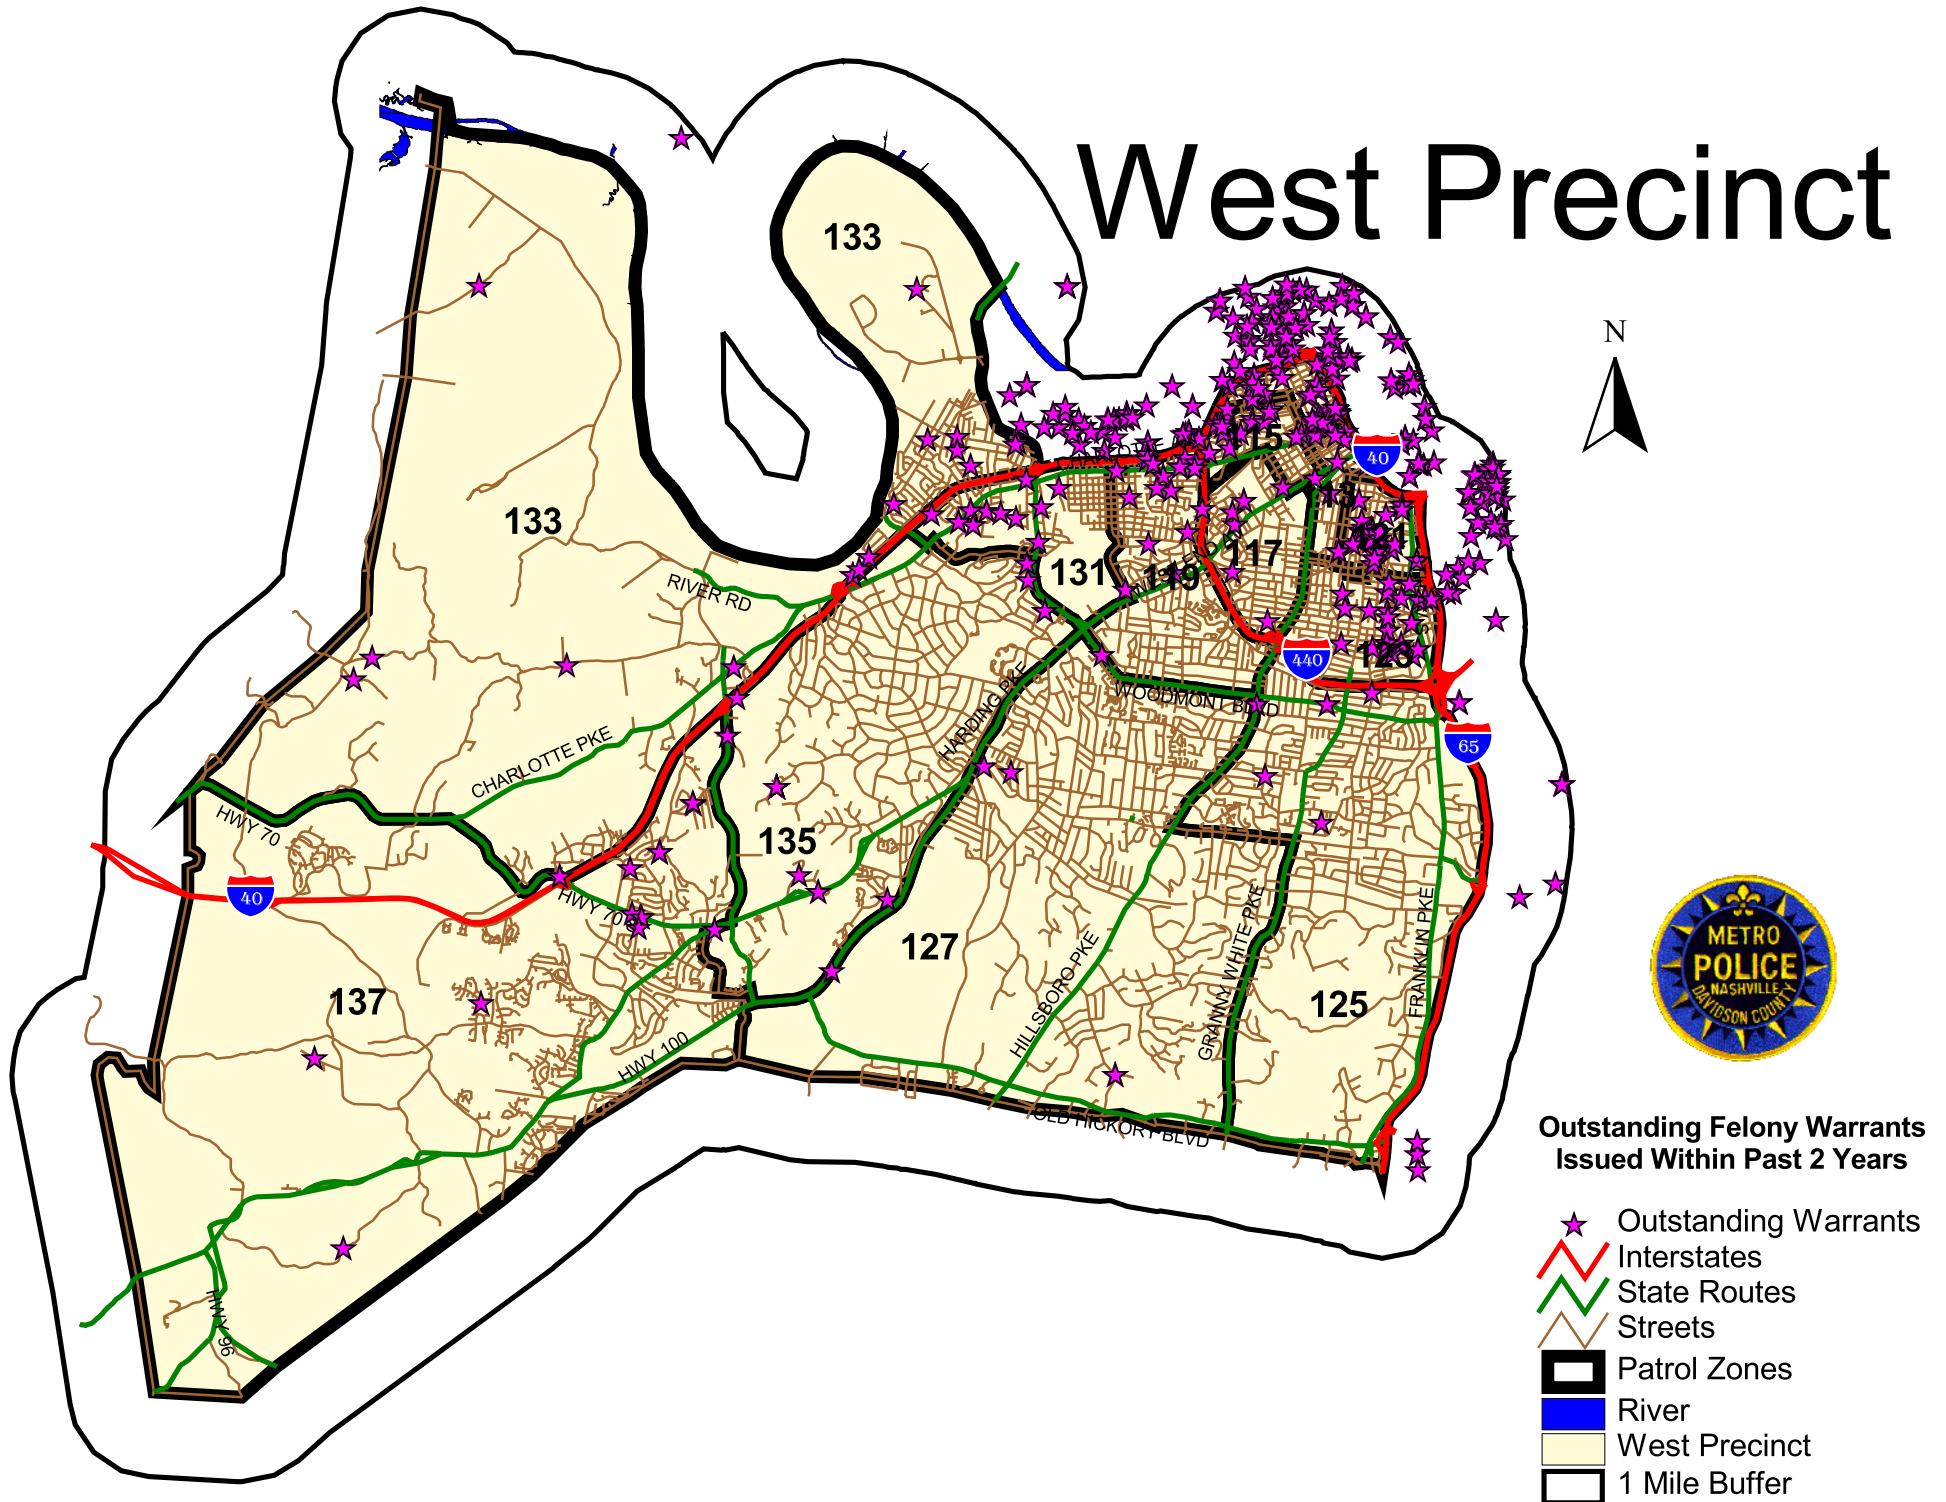 West Precinct
N
133
133
115
40
113
121
117
131
119
123
440
RIVER RD
HARDING PKE
WOODMONT BLVD
65
CHARLOTTE PKE
HWY 70
135
40
HWY 70
127
137
HWY 100
HILLSBORO PKE
GRANNY WHITE PKE
FRANKLIN PKE
125
OLD HICKORY BLVD
HWY 96
METRO
POLICE
NASHVILLE
DAVIDSON COUNTY
Outstanding Felony Warrants
Issued Within Past 2 Years
Outstanding Warrants
Interstates
State Routes
Streets
Patrol Zones
River
West Precinct
1 Mile Buffer